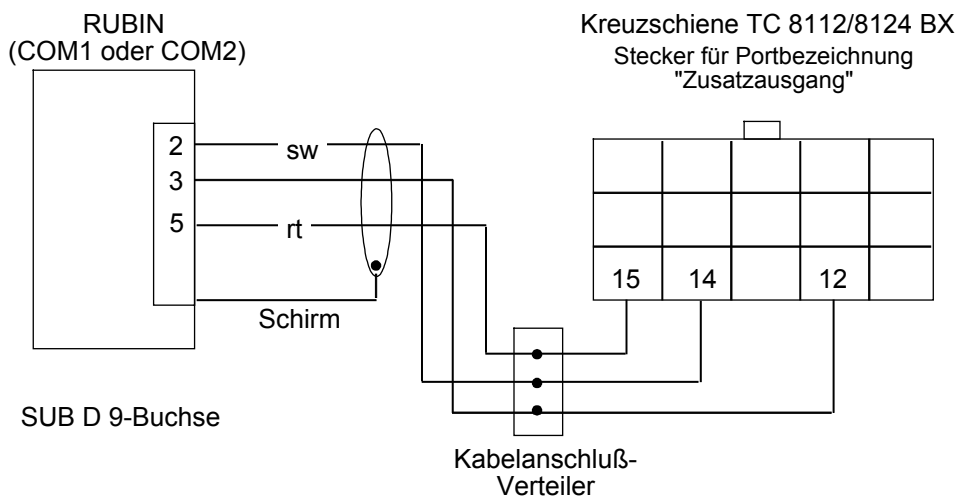 RUBIN
(COM1 oder COM2)
Kreuzschiene TC 8112/8124 BX
Stecker für Portbezeichnung
"Zusatzausgang"
2
sw
3
5
rt
15
14
12
Schirm
SUB D 9-Buchse
Kabelanschluß-
Verteiler